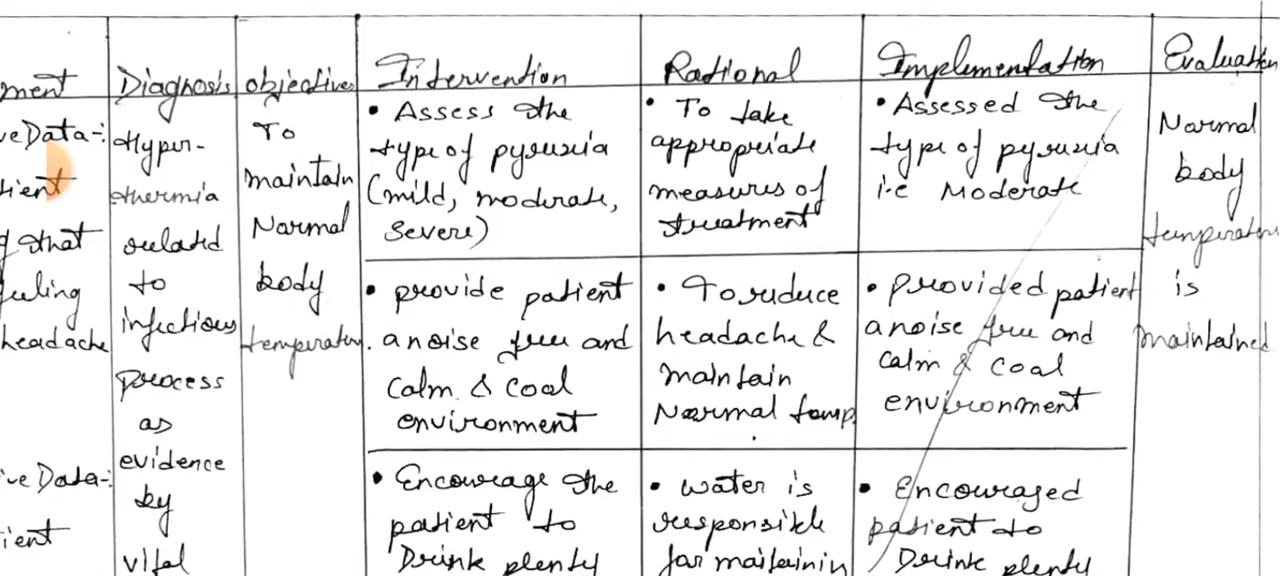 ment
ve Data-:
tient
g that
feeling
headache
ive Data-:
ient
Diagnosis
Hyper-
thermia
related
to
infectious
process
as
evidence
by
vital
objectives
To
maintain
Normal
body
temperature.
Intervention
• Assess the
type of pyrexia
(mild, moderate,
severe)
• provide patient
a noise free and
calm & cool
environment
• Encourage the
patient to
Drink plenty
Rational
• To take
appropriate
measures of
treatment
• To reduce
headache &
maintain
Normal temp.
• water is
responsible
for maitainin
Implementation
• Assessed the
type of pyrexia
i.e Moderate
• provided patient
a noise free and
calm & cool
environment
• Encouraged
patient to
Drink plenty
Evaluation
Normal
body
temperature
is
maintained